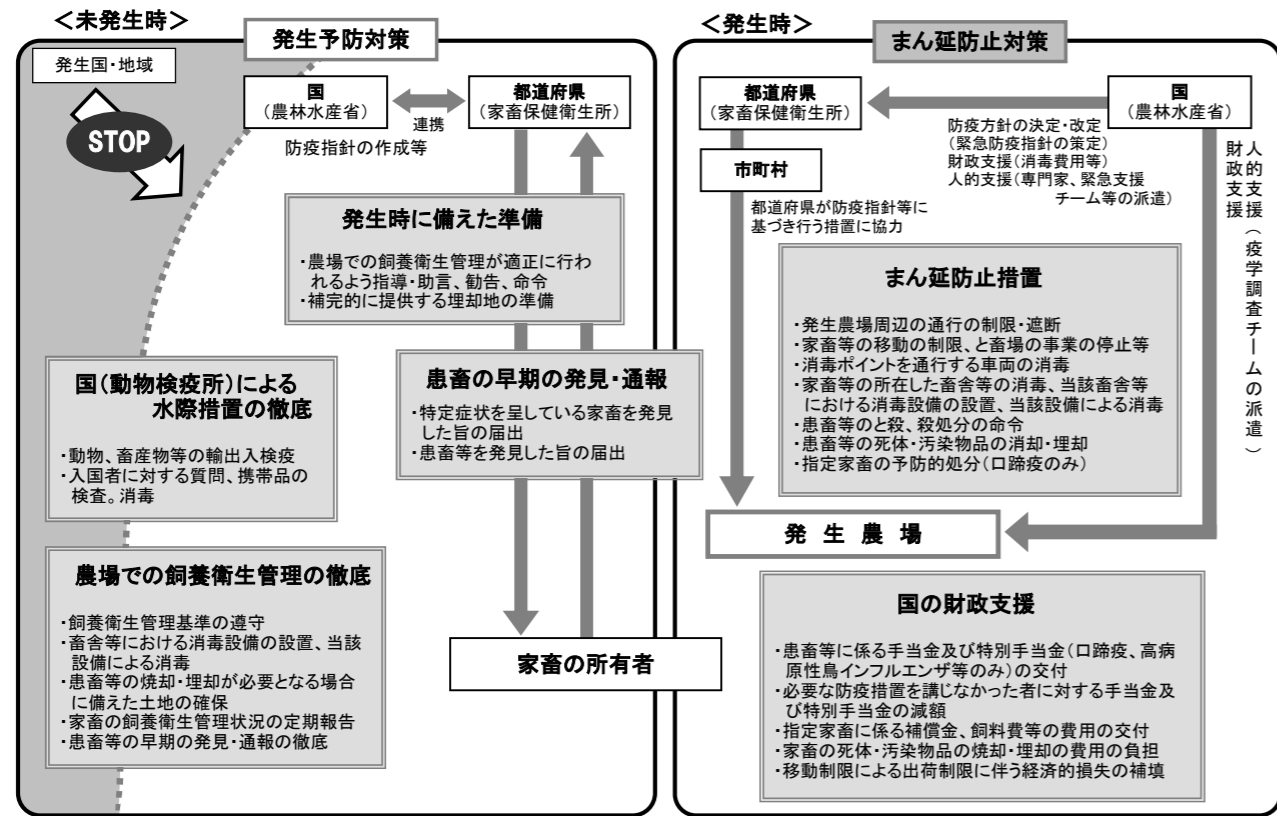 ＜未発生時＞
発生予防対策
発生国・地域
STOP
国
（農林水産省）
連携
都道府県
（家畜保健衛生所）
防疫指針の作成等
発生時に備えた準備
・農場での飼養衛生管理が適正に行わ
れるよう指導・助言、勧告、命令
・補完的に提供する埋却地の準備
国（動物検疫所）による
水際措置の徹底
・動物、畜産物等の輸出入検疫
・入国者に対する質問、携帯品の
検査。消毒
患畜の早期の発見・通報
・特定症状を呈している家畜を発見
した旨の届出
・患畜等を発見した旨の届出
農場での飼養衛生管理の徹底
・飼養衛生管理基準の遵守
・畜舎等における消毒設備の設置、当該
設備による消毒
・患畜等の焼却・埋却が必要となる場合
に備えた土地の確保
・家畜の飼養衛生管理状況の定期報告
・患畜等の早期の発見・通報の徹底
家畜の所有者
＜発生時＞
まん延防止対策
都道府県
（家畜保健衛生所）
国
（農林水産省）
防疫方針の決定・改定
（緊急防疫指針の策定）
財政支援（消毒費用等）
人的支援（専門家、緊急支援
チーム等の派遣）
市町村
都道府県が防疫指針等に
基づき行う措置に協力
人的支援（疫学調査チームの派遣）
財政支援
まん延防止措置
・発生農場周辺の通行の制限・遮断
・家畜等の移動の制限、と畜場の事業の停止等
・消毒ポイントを通行する車両の消毒
・家畜等の所在した畜舎等の消毒、当該畜舎等
における消毒設備の設置、当該設備による消毒
・患畜等のと殺、殺処分の命令
・患畜等の死体・汚染物品の消却・埋却
・指定家畜の予防的処分（口蹄疫のみ）
発生農場
国の財政支援
・患畜等に係る手当金及び特別手当金（口蹄疫、高病
原性鳥インフルエンザ等のみ）の交付
・必要な防疫措置を講じなかった者に対する手当金及
び特別手当金の減額
・指定家畜に係る補償金、飼料費等の費用の交付
・家畜の死体・汚染物品の焼却・埋却の費用の負担
・移動制限による出荷制限に伴う経済的損失の補填